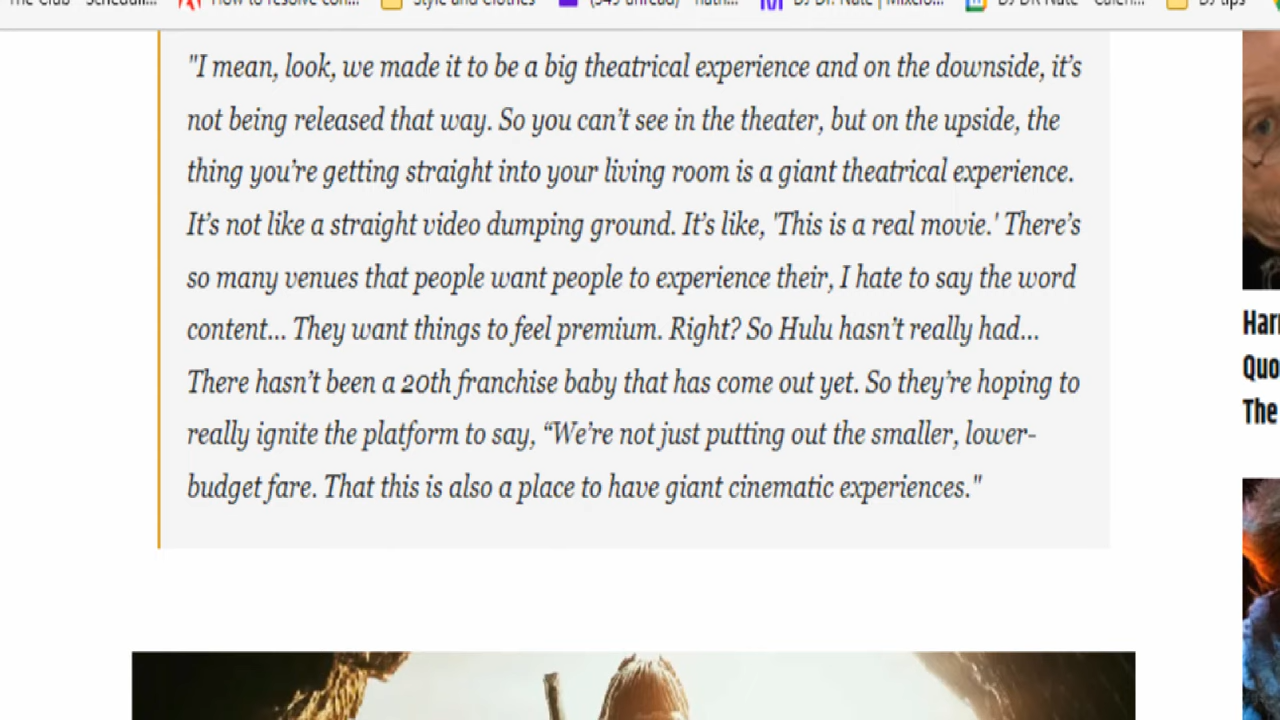 "I mean, look, we made it to be a big theatrical experience and on the downside, it's
not being released that way. So you can't see in the theater, but on the upside, the
thing you're getting straight into your living room is a giant theatrical experience.
It's not like a straight video dumping ground. It's like, 'This is a real movie.' There's
so many venues that people want people to experience their, I hate to say the word
content... They want things to feel premium. Right? So Hulu hasn't really had...
There hasn't been a 20th franchise baby that has come out yet. So they're hoping to
really ignite the platform to say, “We're not just putting out the smaller, lower-
budget fare. That this is also a place to have giant cinematic experiences."
Quo
The